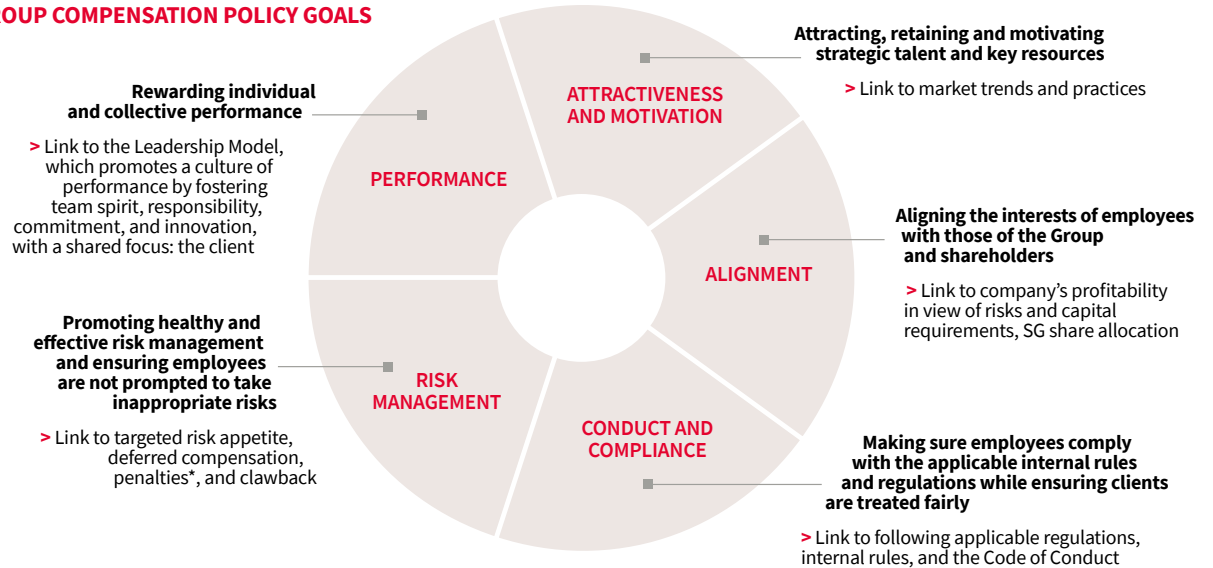 ROUP COMPENSATION POLICY GOALS
Attracting, retaining and motivating
strategic talent and key resources
> Link to market trends and practices
ATTRACTIVENESS
AND MOTIVATION
Rewarding individual
and collective performance
> Link to the Leadership Model,
which promotes a culture of
performance by fostering
team spirit, responsibility,
commitment, and innovation,
with a shared focus: the client
PERFORMANCE
Aligning the interests of employees
with those of the Group
and shareholders
> Link to company’s profitability
in view of risks and capital
requirements, SG share allocation
ALIGNMENT
Promoting healthy and
effective risk management
and ensuring employees
are not prompted to take
inappropriate risks
> Link to targeted risk appetite,
deferred compensation,
penalties*, and clawback
RISK
MANAGEMENT
CONDUCT AND
COMPLIANCE
Making sure employees comply
with the applicable internal rules
and regulations while ensuring clients
are treated fairly
> Link to following applicable regulations,
internal rules, and the Code of Conduct